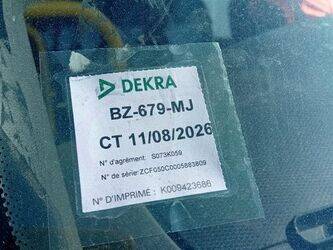 DEKRA
BZ-679-MJ
CT 11/08/2026
N° d'agrément: S073K059
N° de série: ZCF050C0005883809
N° D'IMPRIMÉ : K009423686